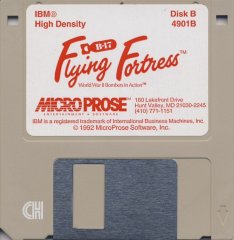 IBM® Disk B
High Density 4901B
B-17
Flying Fortress™
World War II Bombers in Action™
MICROPROSE 180 Lakefront Drive
ENTERTAINMENT • SOFTWARE Hunt Valley, MD 21030-2245
(410) 771-1151
IBM is a registered trademark of International Business Machines, Inc.
© 1992 MicroProse Software, Inc.